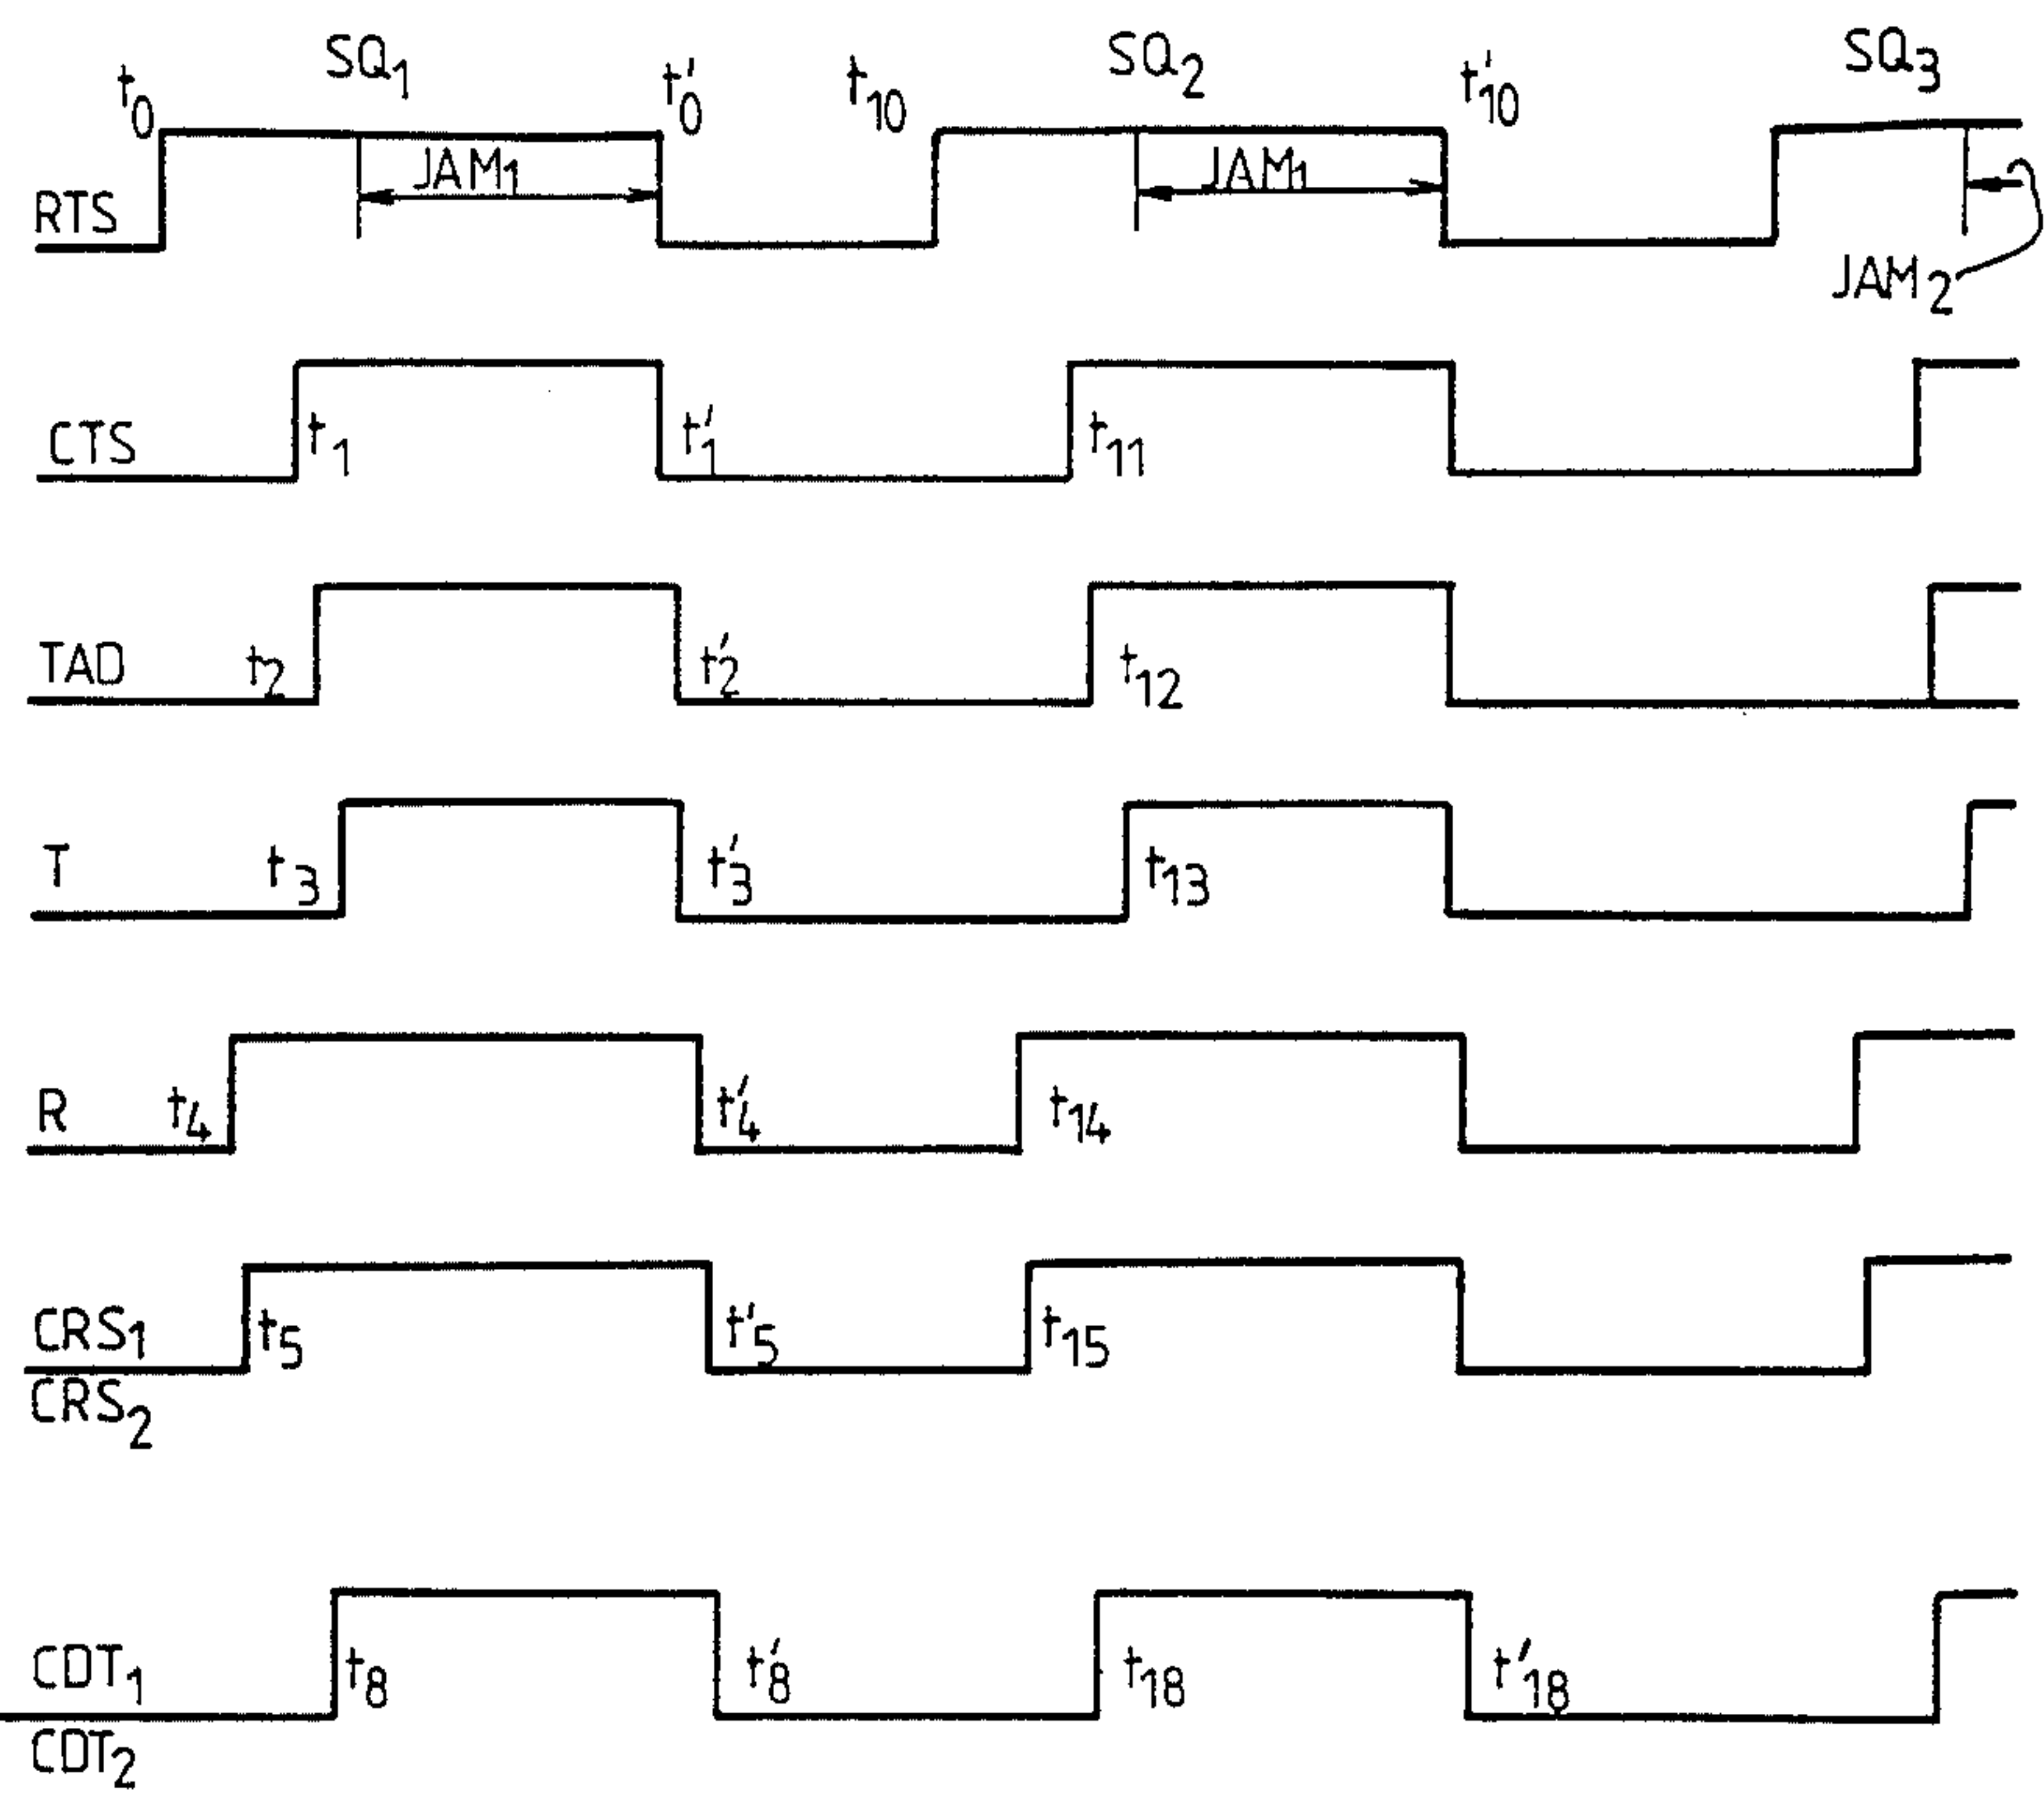 t0 SQ1 t'0 t10 SQ2 t'10 SQ3
RTS JAM1 JAM1
JAM2
CTS t1 t'1 t11
TAD t2 t'2 t12
T t3 t'3 t13
R t4 t'4 t14
CRS1 t5 t'5 t15
CRS2
CDT1 t8 t'8 t18 t'18
CDT2